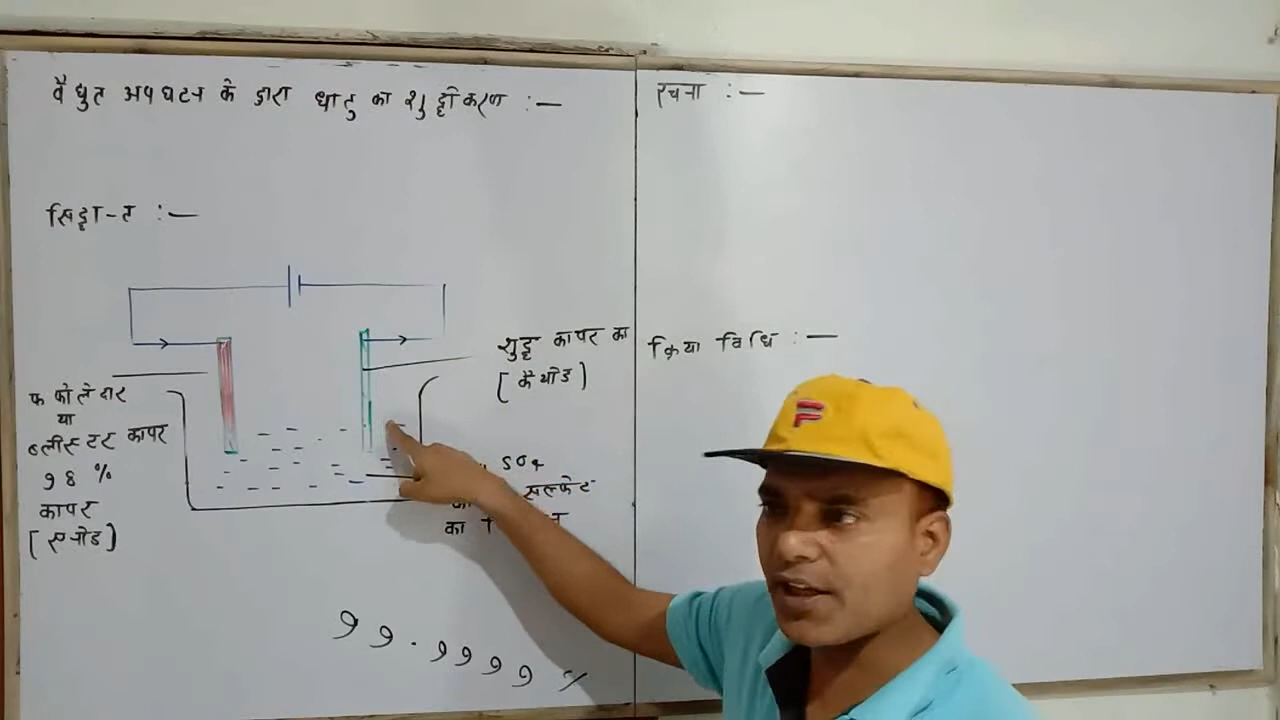 वैधुत अपघटन के द्वारा धातु का शुद्धीकरण :—
सिद्धान्त :—
फफोलेदार
या
ब्लीस्टर कापर
98 %
कापर
[एनोड]
शुद्ध कापर का
[कैथोड]
SO4
सल्फेट
का
99.9999 %
रचना :—
क्रिया विधि :—
F